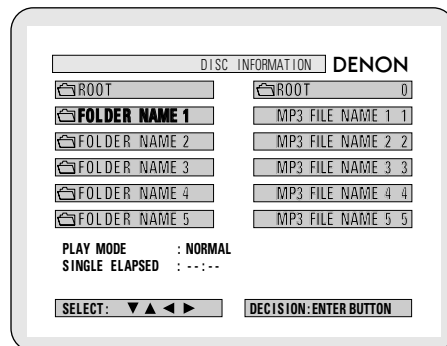 DISC INFORMATION DENON
ROOT ROOT 0
FOLDER NAME 1 MP3 FILE NAME 1 1
FOLDER NAME 2 MP3 FILE NAME 2 2
FOLDER NAME 3 MP3 FILE NAME 3 3
FOLDER NAME 4 MP3 FILE NAME 4 4
FOLDER NAME 5 MP3 FILE NAME 5 5
PLAY MODE : NORMAL
SINGLE ELAPSED : --:--
SELECT: ▼ ▲ ◄ ► DECISION:ENTER BUTTON